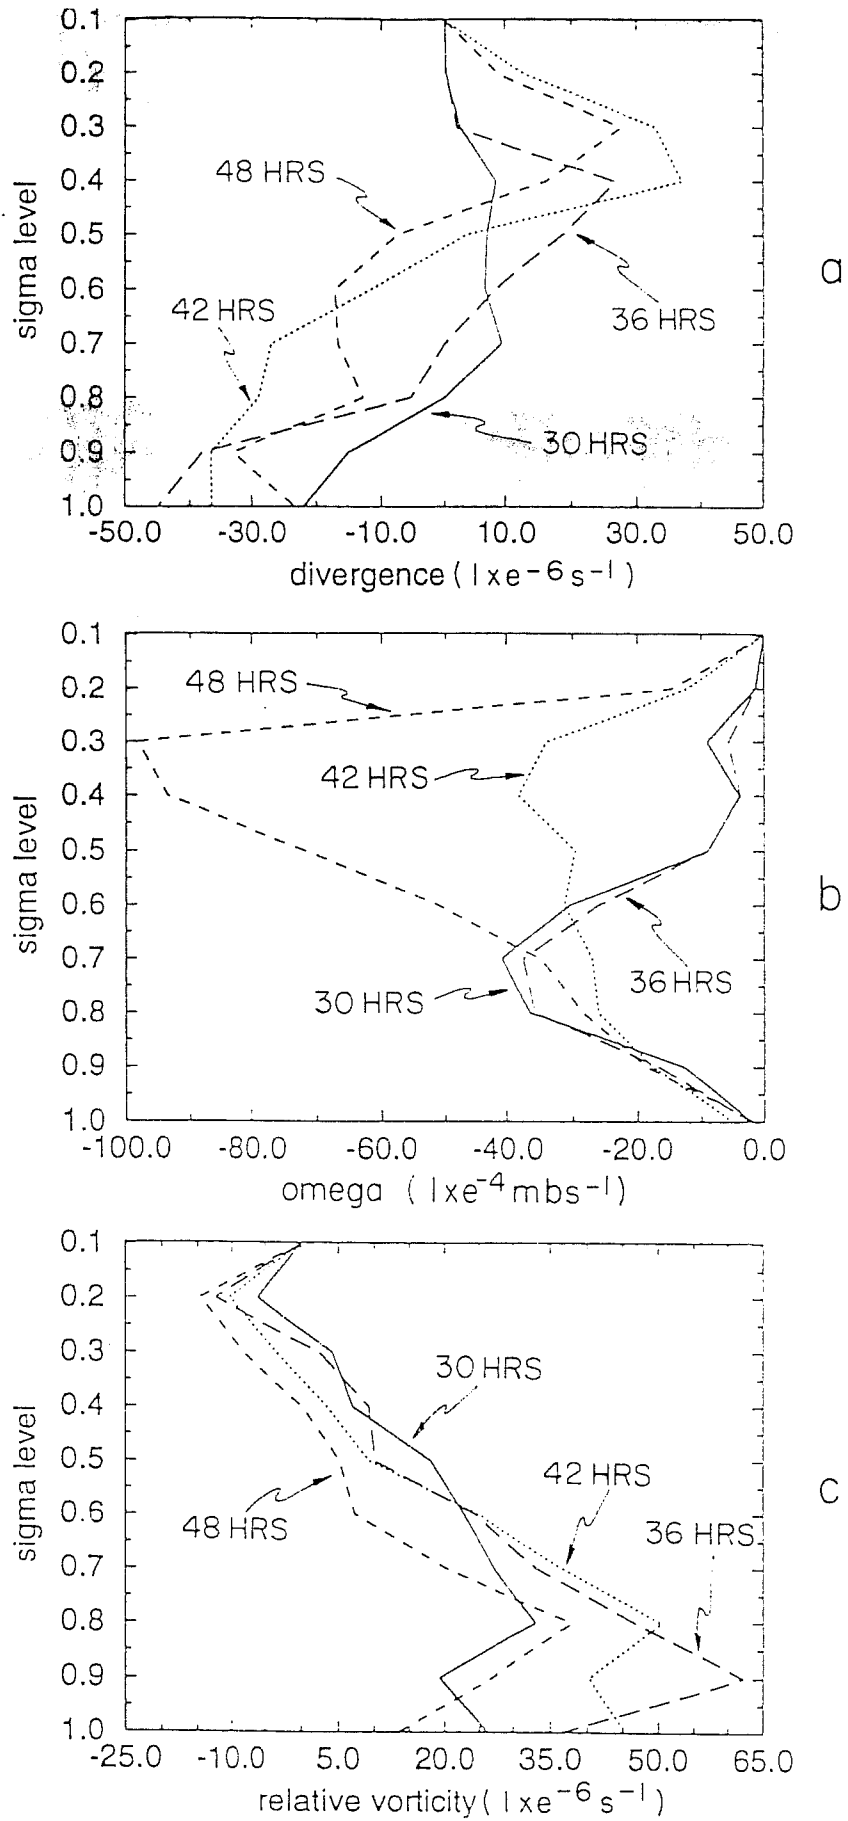 0.1
0.2
0.3
0.4
0.5
0.6
0.7
0.8
0.9
1.0
sigma level
48 HRS
42 HRS
36 HRS
30 HRS
a
-50.0 -30.0 -10.0 10.0 30.0 50.0
divergence (1xe-6 s-1)
0.1
0.2
0.3
0.4
0.5
0.6
0.7
0.8
0.9
1.0
sigma level
48 HRS
42 HRS
36 HRS
30 HRS
b
-100.0 -80.0 -60.0 -40.0 -20.0 0.0
omega (1xe-4 mbs-1)
0.1
0.2
0.3
0.4
0.5
0.6
0.7
0.8
0.9
1.0
sigma level
30 HRS
42 HRS
48 HRS
36 HRS
c
-25.0 -10.0 5.0 20.0 35.0 50.0 65.0
relative vorticity (1xe-6 s-1)